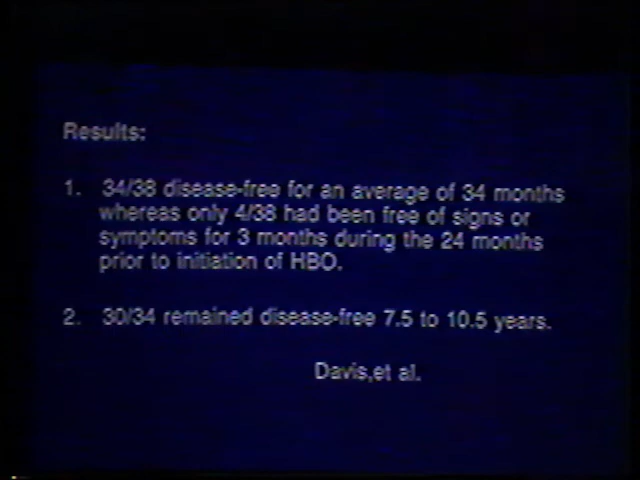 Results:
1. 34/38 disease-free for an average of 34 months
whereas only 4/38 had been free of signs or
symptoms for 3 months during the 24 months
prior to initiation of HBO.
2. 30/34 remained disease-free 7.5 to 10.5 years.
Davis,et al.